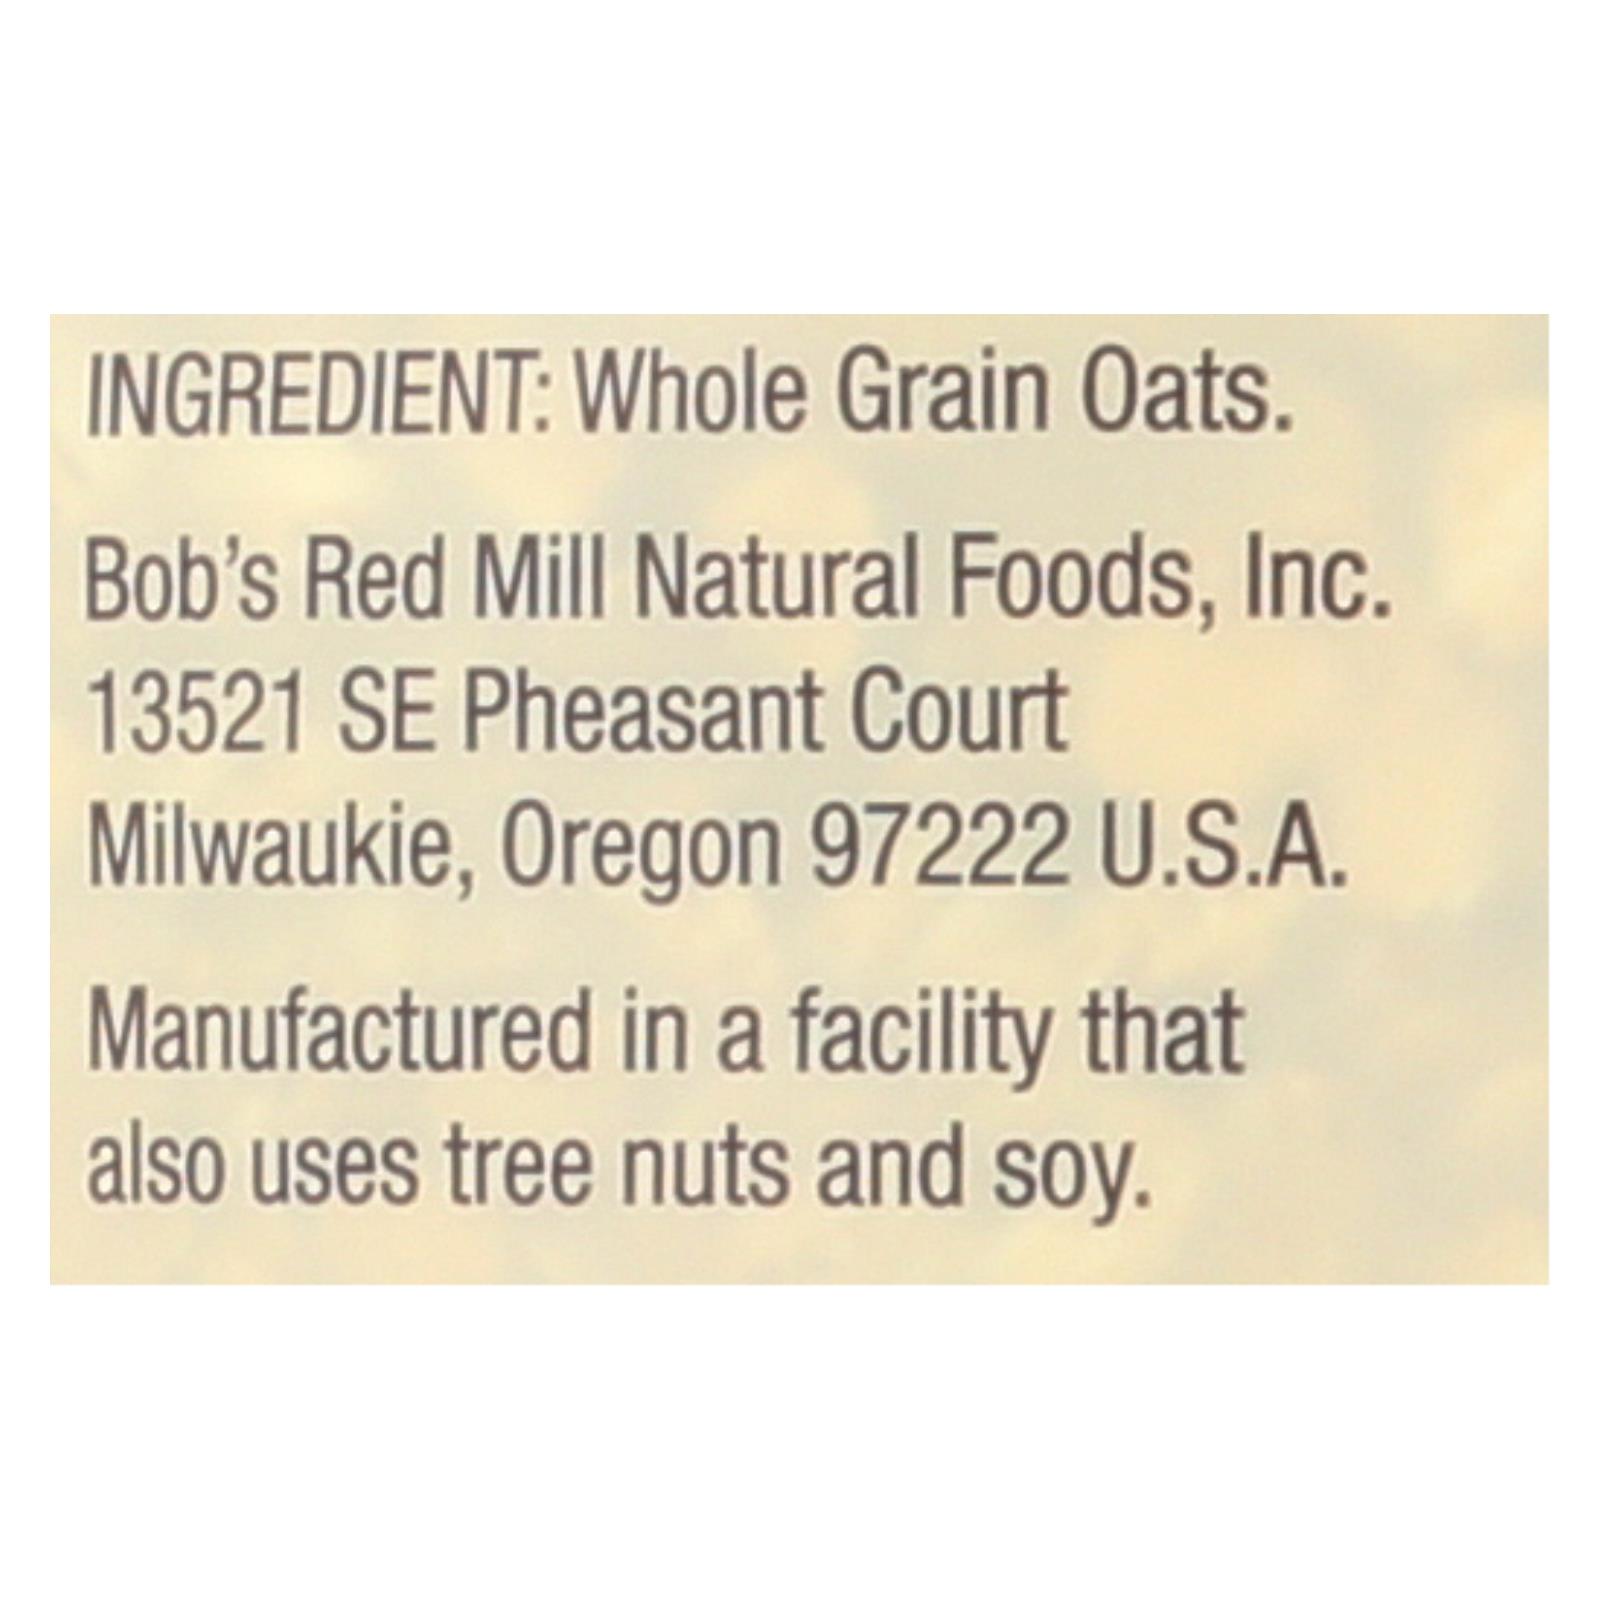 INGREDIENT: Whole Grain Oats.
Bob's Red Mill Natural Foods, Inc.
13521 SE Pheasant Court
Milwaukie, Oregon 97222 U.S.A.
Manufactured in a facility that
also uses tree nuts and soy.